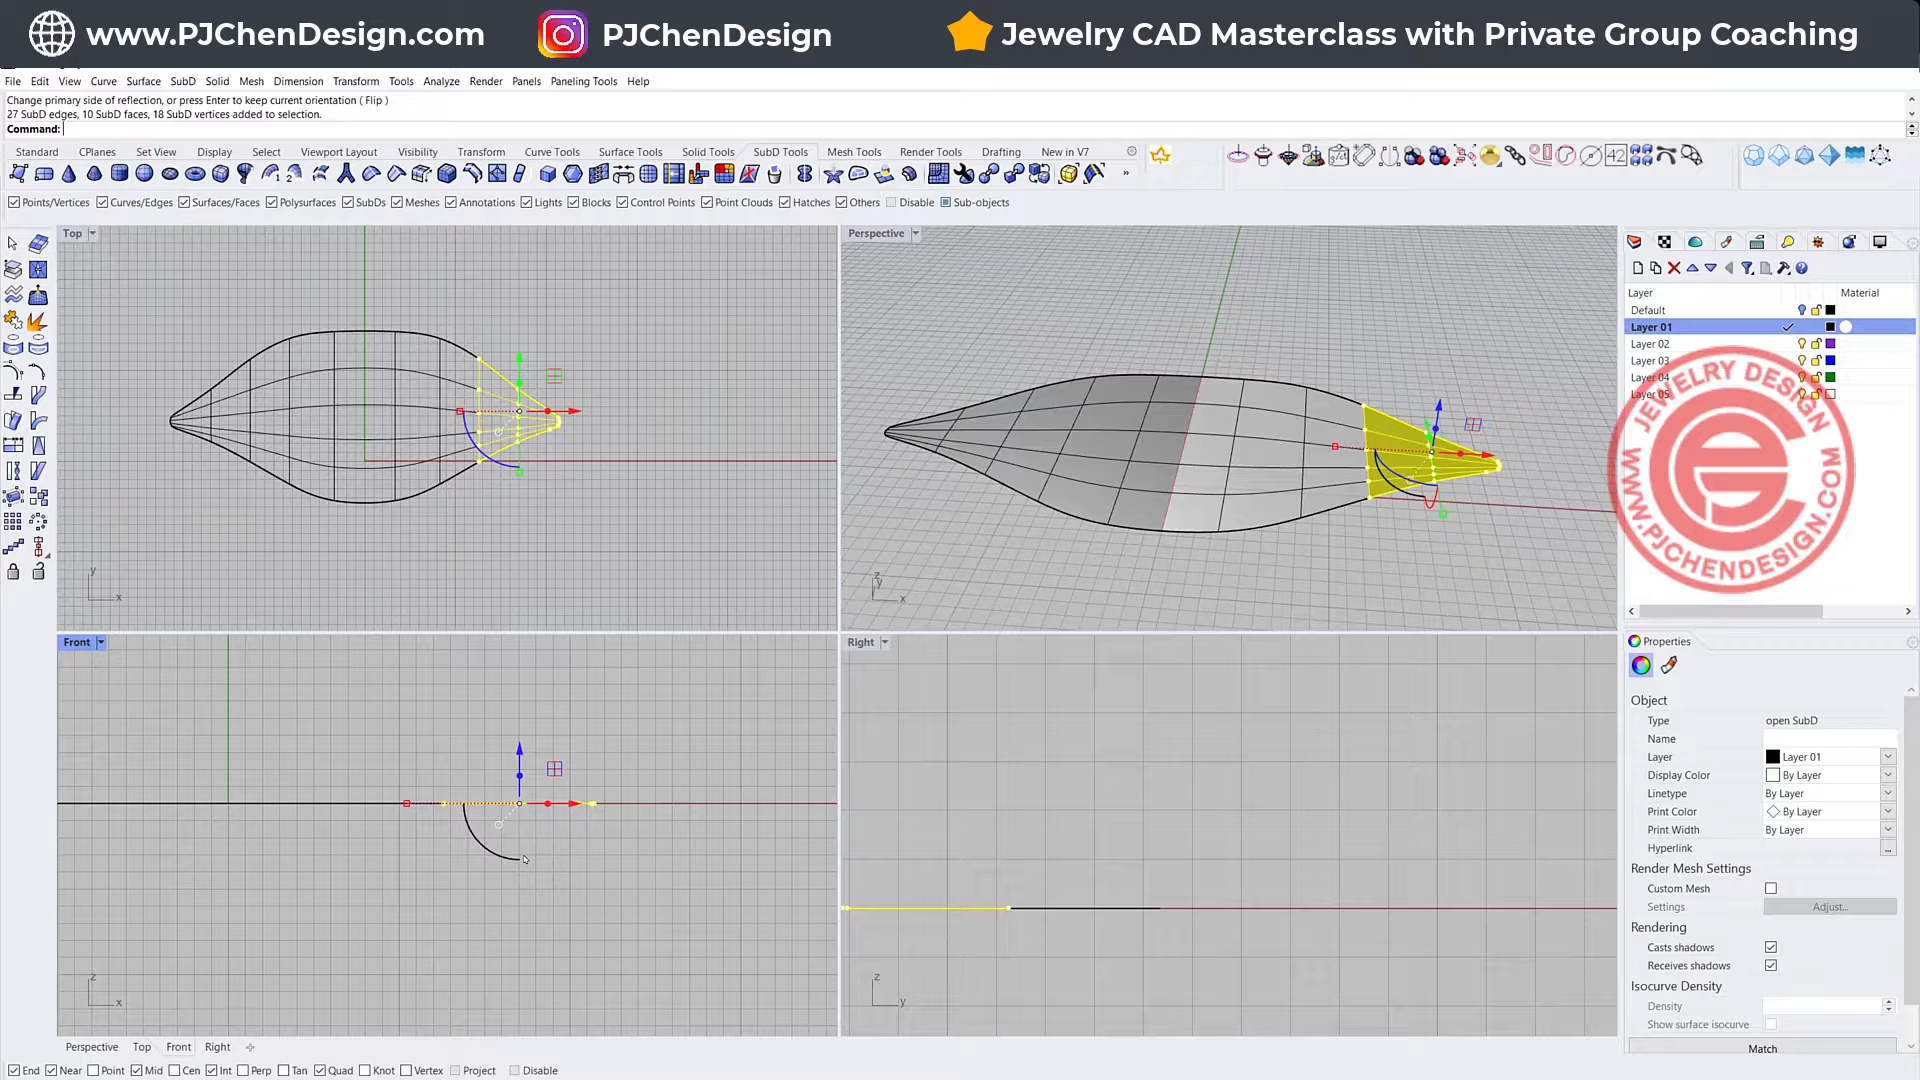 www.PJChenDesign.com PJChenDesign Jewelry CAD Masterclass with Private Group Coaching
File Edit View Curve Surface SubD Solid Mesh Dimension Transform Tools Analyze Render Panels Paneling Tools Help
Change primary side of reflection, or press Enter to keep current orientation ( Flip )
27 SubD edges, 10 SubD faces, 18 SubD vertices added to selection.
Command:
Standard CPlanes Set View Display Select Viewport Layout Visibility Transform Curve Tools Surface Tools Solid Tools SubD Tools Mesh Tools Render Tools Drafting New in V7
42
Points/Vertices Curves/Edges Surfaces/Faces Polysurfaces SubDs Meshes Annotations Lights Blocks Control Points Point Clouds Hatches Others Disable Sub-objects
Top
Perspective
Layer Material
Default
Layer 01
Layer 02
Layer 03
Layer 04
Layer 05
JEWELRY DESIGN
WWW.PJCHENDESIGN.COM
y
x
z
y
x
Front
Right
z
x
z
y
Properties
Object
Type open SubD
Name
Layer Layer 01
Display Color By Layer
Linetype By Layer
Print Color By Layer
Print Width By Layer
Hyperlink ...
Render Mesh Settings
Custom Mesh
Settings Adjust...
Rendering
Casts shadows
Receives shadows
Isocurve Density
Density
Show surface isocurve
Match
Perspective Top Front Right
End Near Point Mid Cen Int Perp Tan Quad Knot Vertex Project Disable